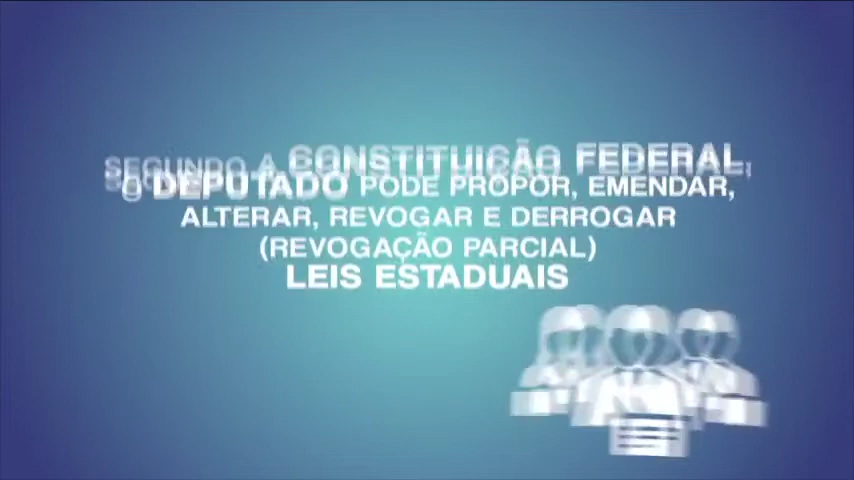 SEGUNDO A CONSTITUIÇÃO FEDERAL,
O DEPUTADO PODE PROPOR, EMENDAR,
ALTERAR, REVOGAR E DERROGAR
(REVOGAÇÃO PARCIAL)
LEIS ESTADUAIS